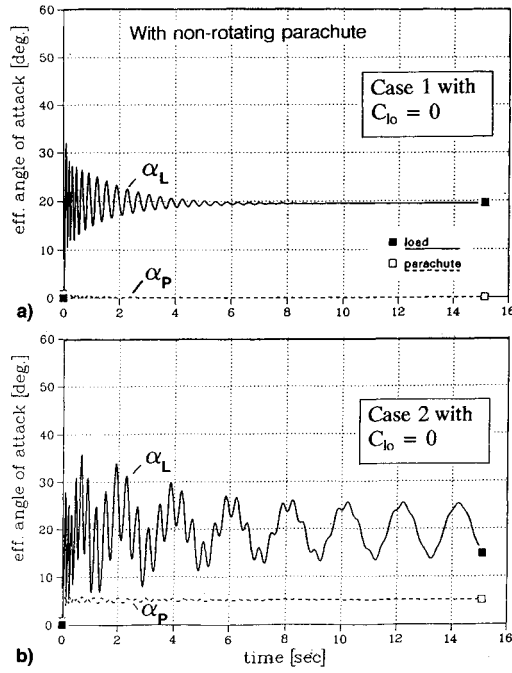 60
With non-rotating parachute
50
Case 1 with
C_lo = 0
40
30
α_L
20
■ load
□ parachute
10
α_P
0
eff. angle of attack [deg.]
a)
0 2 4 6 8 10 12 14 16
60
50
Case 2 with
C_lo = 0
40
30
α_L
20
10
α_P
0
eff. angle of attack [deg.]
b)
0 2 4 6 8 10 12 14 16
time [sec]